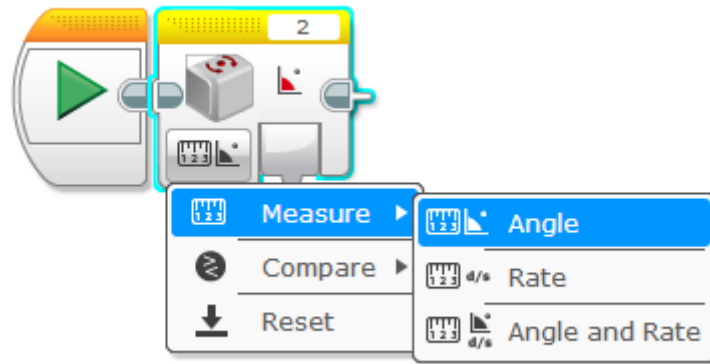 2
Measure
Compare
Reset
Angle
d/s Rate
d/s Angle and Rate